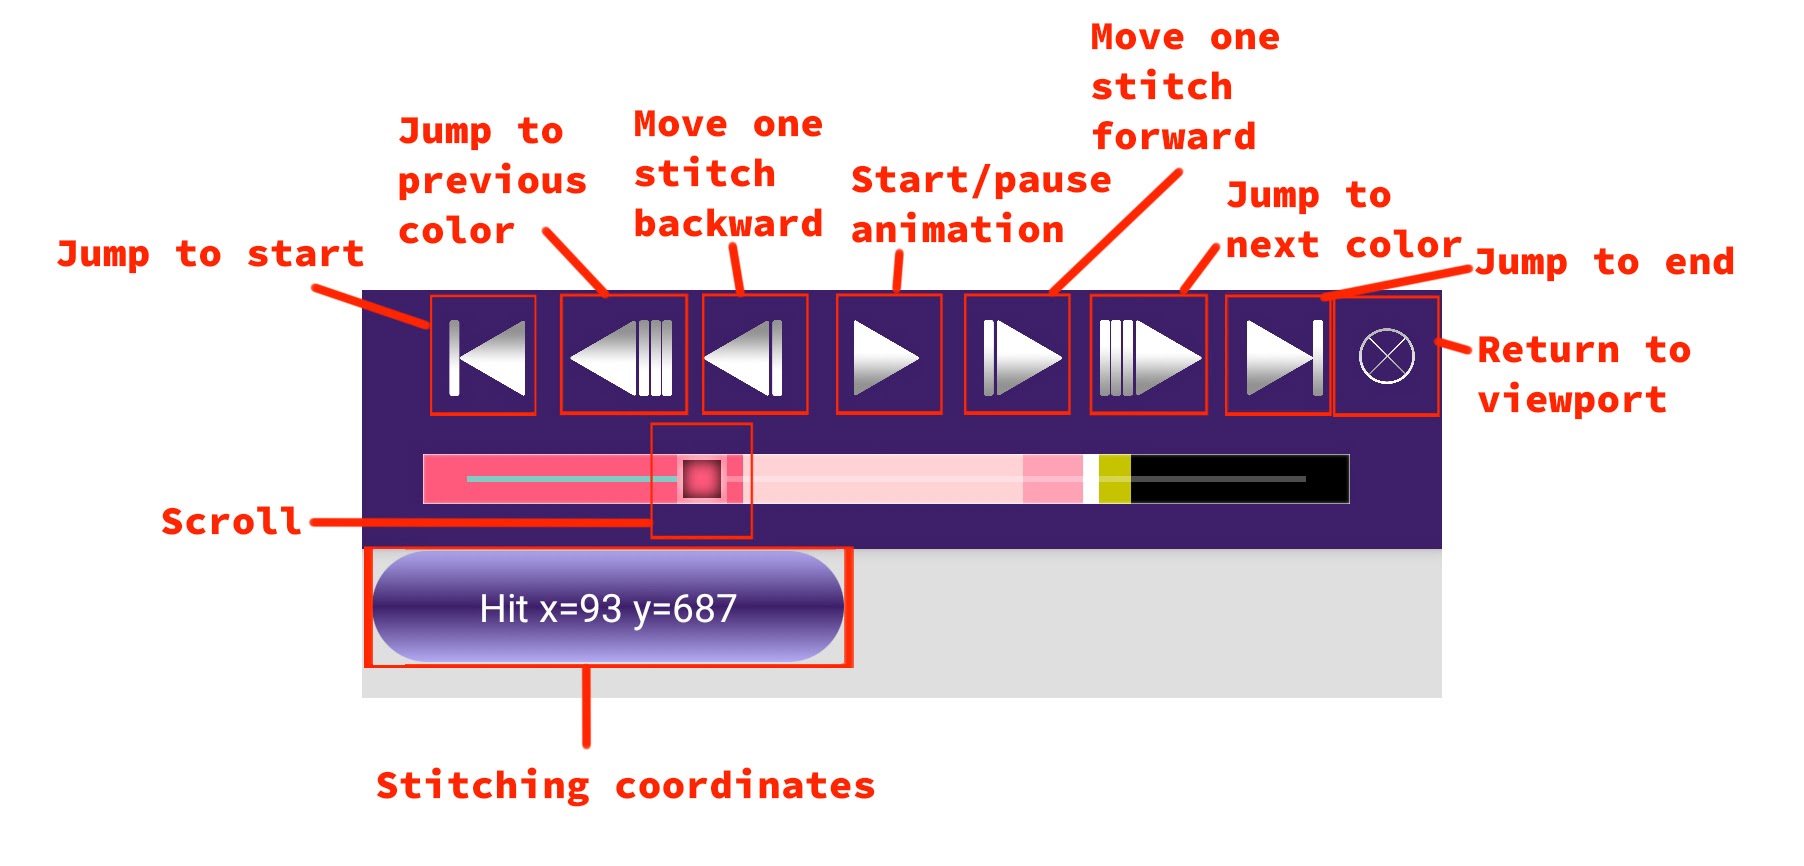 Move one
stitch
forward
Jump to
previous
color
Move one
stitch
backward
Start/pause
animation
Jump to
next color
Jump to start
Jump to end
Return to
viewport
Scroll
Hit x=93 y=687
Stitching coordinates